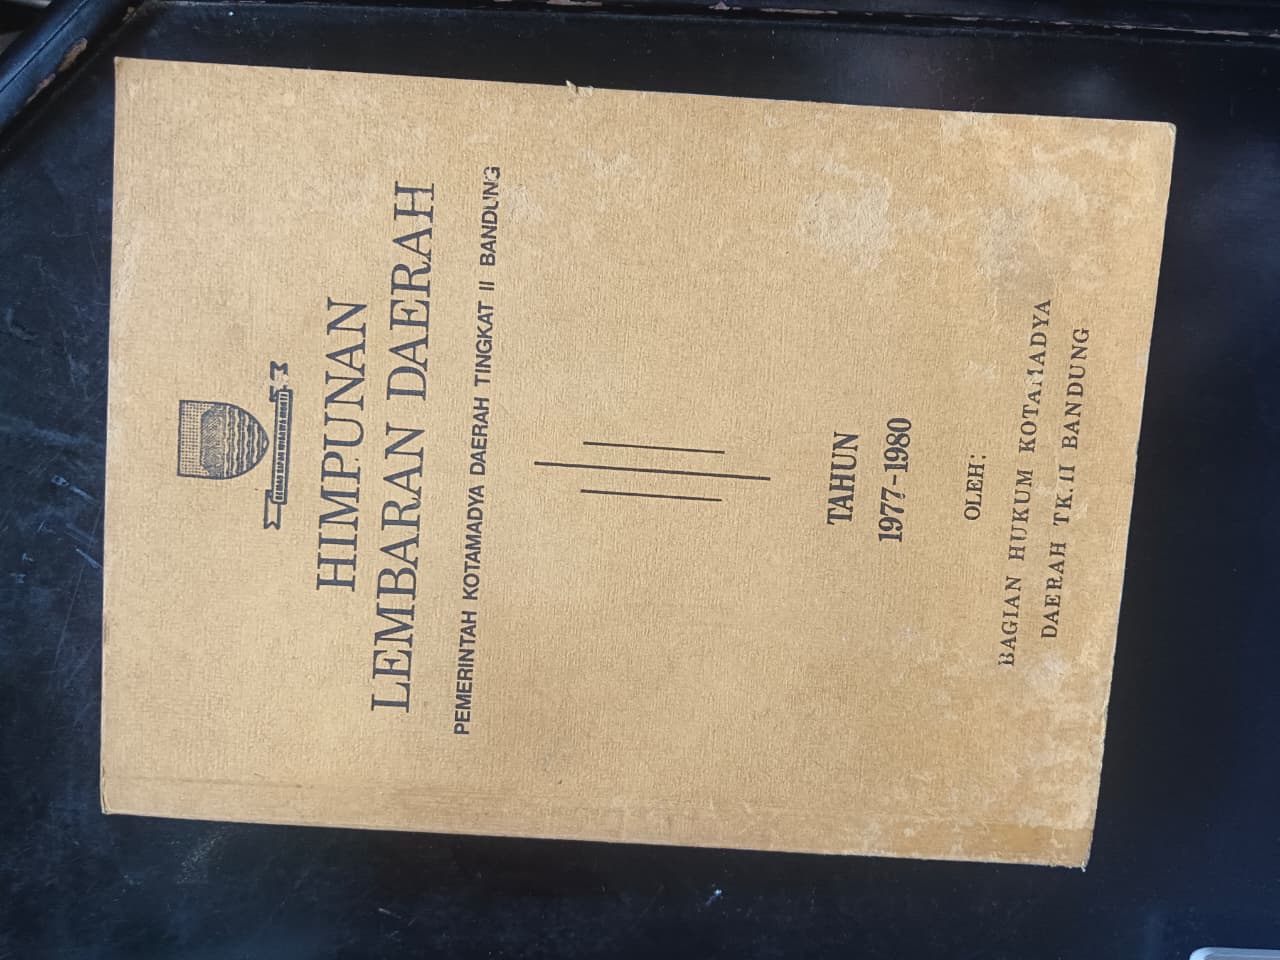 HIMPUNAN
LEMBARAN DAERAH
PEMERINTAH KOTAMADYA DAERAH TINGKAT II BANDUNG
TAHUN
1977-1980
OLEH:
BAGIAN HUKUM KOTAMADYA
DAERAH TK.II BANDUNG